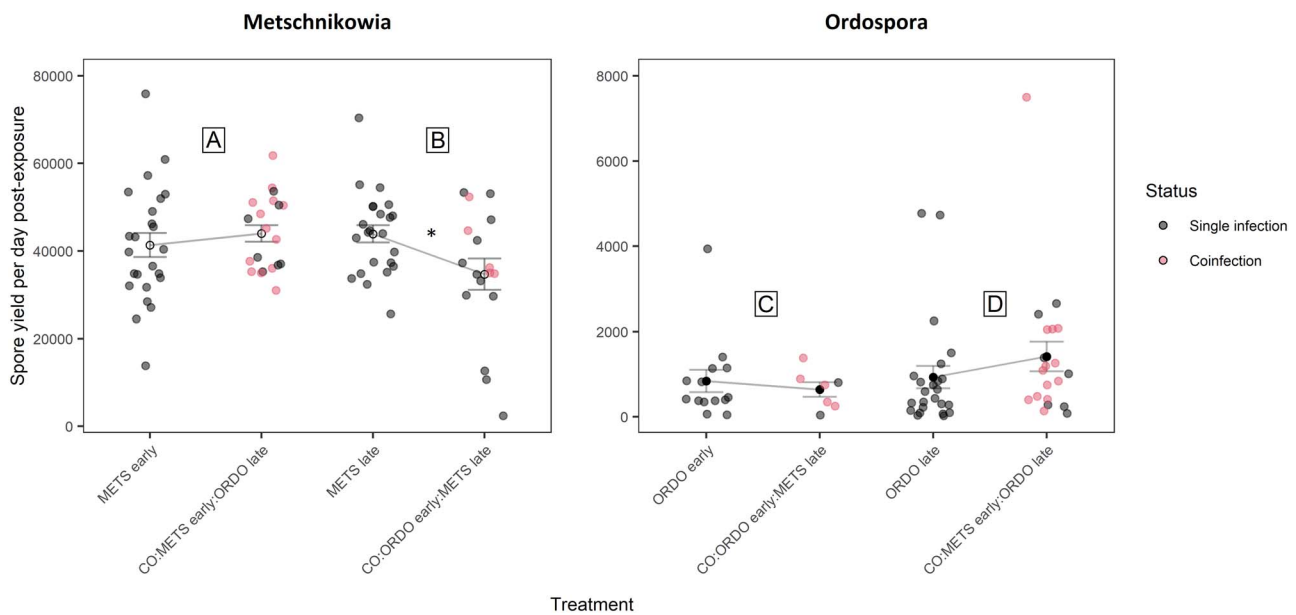 Metschnikowia
Ordospora
Spore yield per day post-exposure
80000
60000
40000
20000
0
A
B
*
METS early
CO:METS early:ORDO late
METS late
CO:ORDO early:METS late
8000
6000
4000
2000
0
C
D
ORDO early
CO:ORDO early:METS late
ORDO late
CO:METS early:ORDO late
Treatment
Status
Single infection
Coinfection